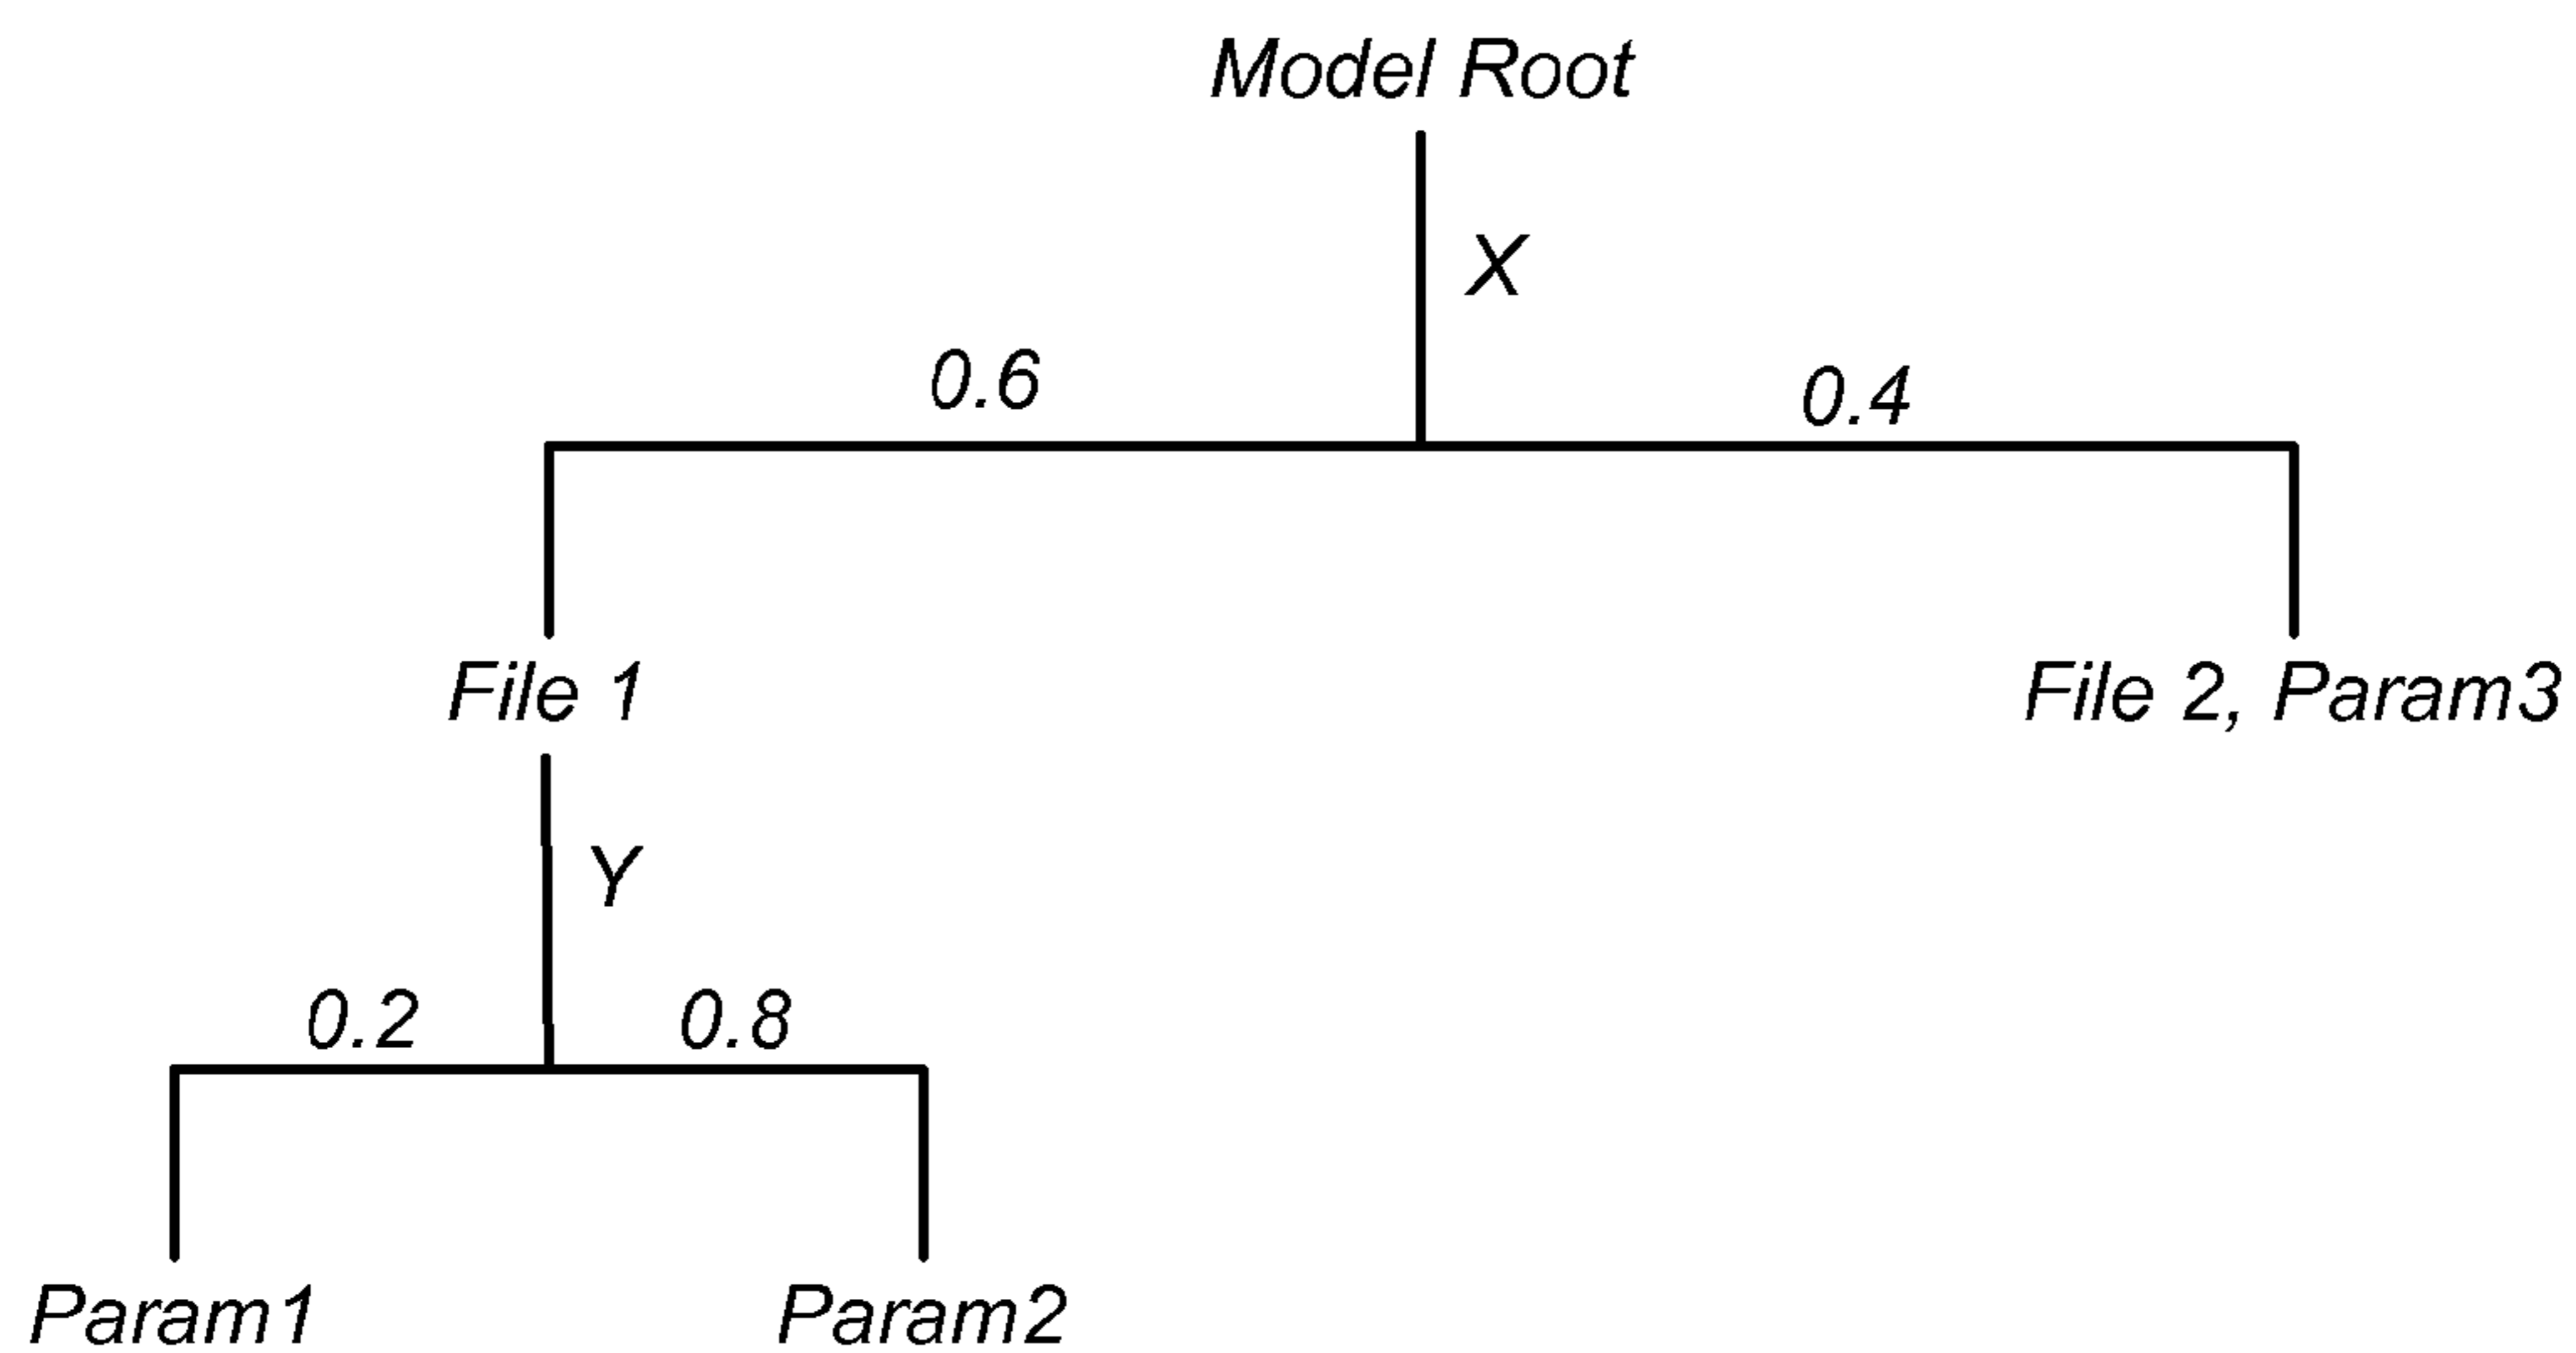 Model Root
X
0.6
0.4
File 1
File 2, Param3
Y
0.2
0.8
Param1
Param2